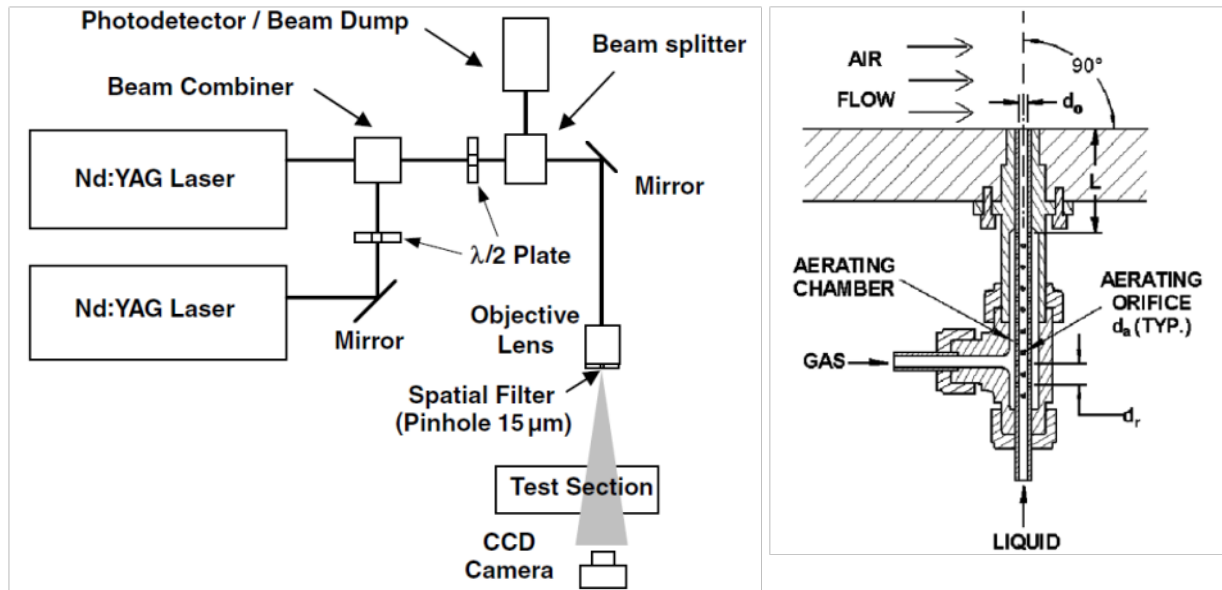 Photodetector / Beam Dump
Beam splitter
Beam Combiner
Nd:YAG Laser
Mirror
λ/2 Plate
Nd:YAG Laser
Mirror
Objective
Lens
Spatial Filter
(Pinhole 15 μm)
Test Section
CCD
Camera
AIR
FLOW
90°
do
L
AERATING
CHAMBER
AERATING
ORIFICE
da (TYP.)
GAS
dr
LIQUID